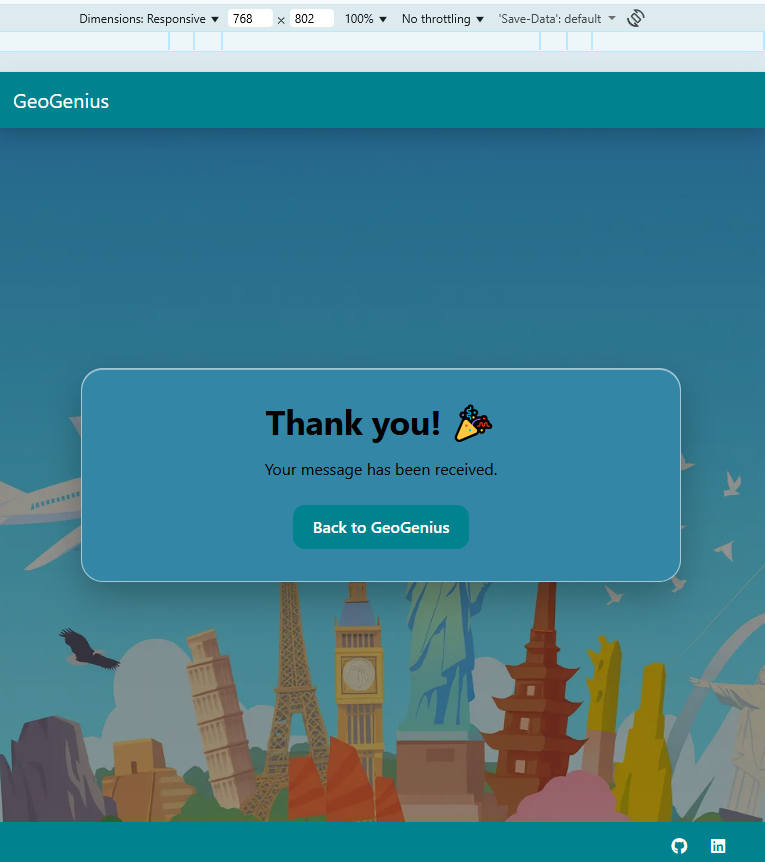 Dimensions: Responsive 768 × 802 100% No throttling 'Save-Data': default
GeoGenius
Thank you!
Your message has been received.
Back to GeoGenius